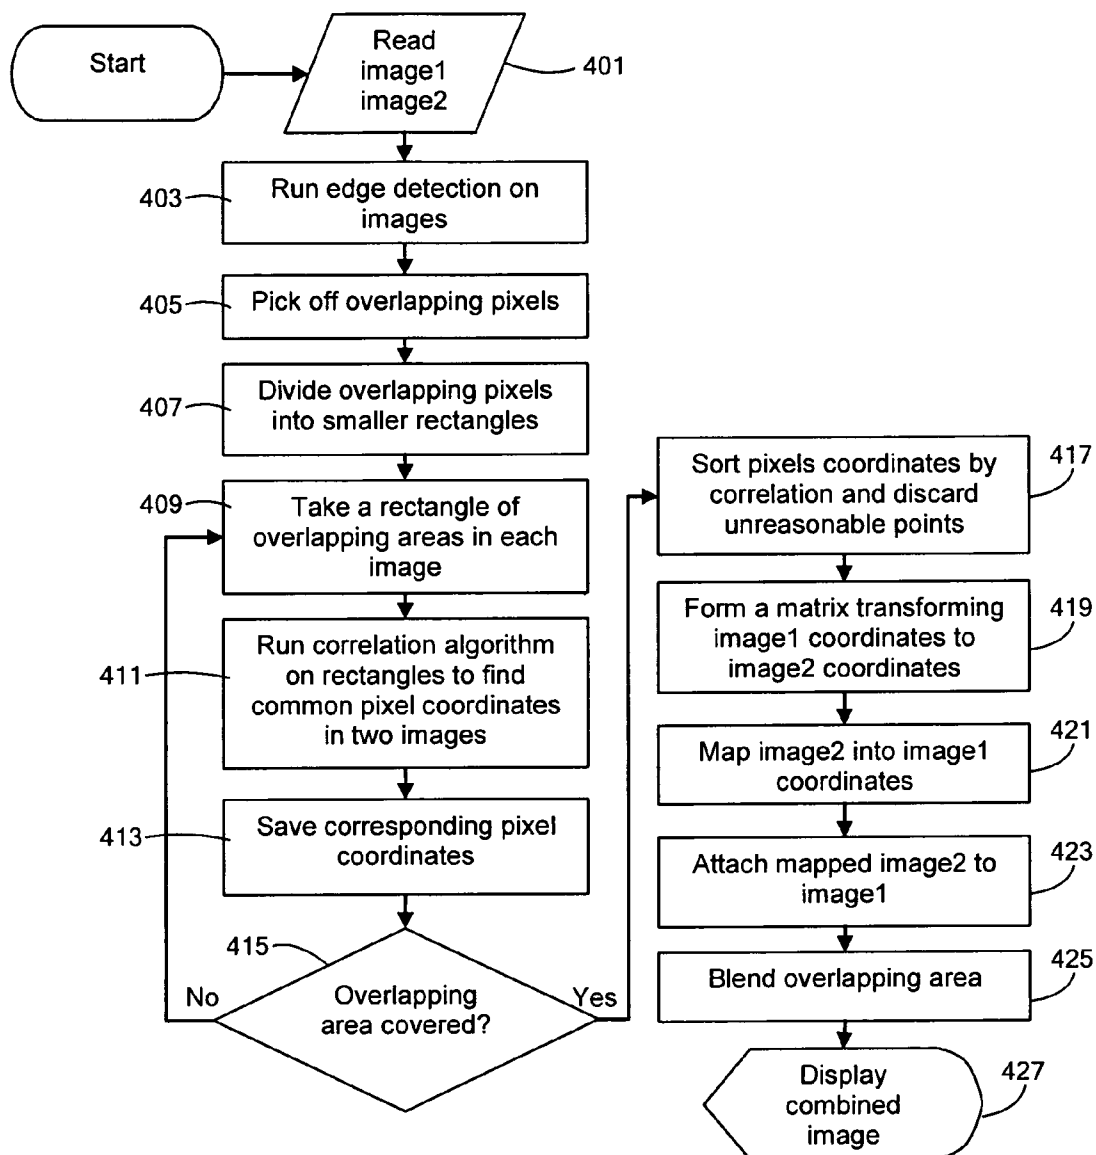 Start
Read
image1
image2
401
Run edge detection on
images
403
Pick off overlapping pixels
405
Divide overlapping pixels
into smaller rectangles
407
Take a rectangle of
overlapping areas in each
image
409
Run correlation algorithm
on rectangles to find
common pixel coordinates
in two images
411
Save corresponding pixel
coordinates
413
415
Overlapping
area covered?
No
Yes
Sort pixels coordinates by
correlation and discard
unreasonable points
417
Form a matrix transforming
image1 coordinates to
image2 coordinates
419
Map image2 into image1
coordinates
421
Attach mapped image2 to
image1
423
Blend overlapping area
425
Display
combined
image
427